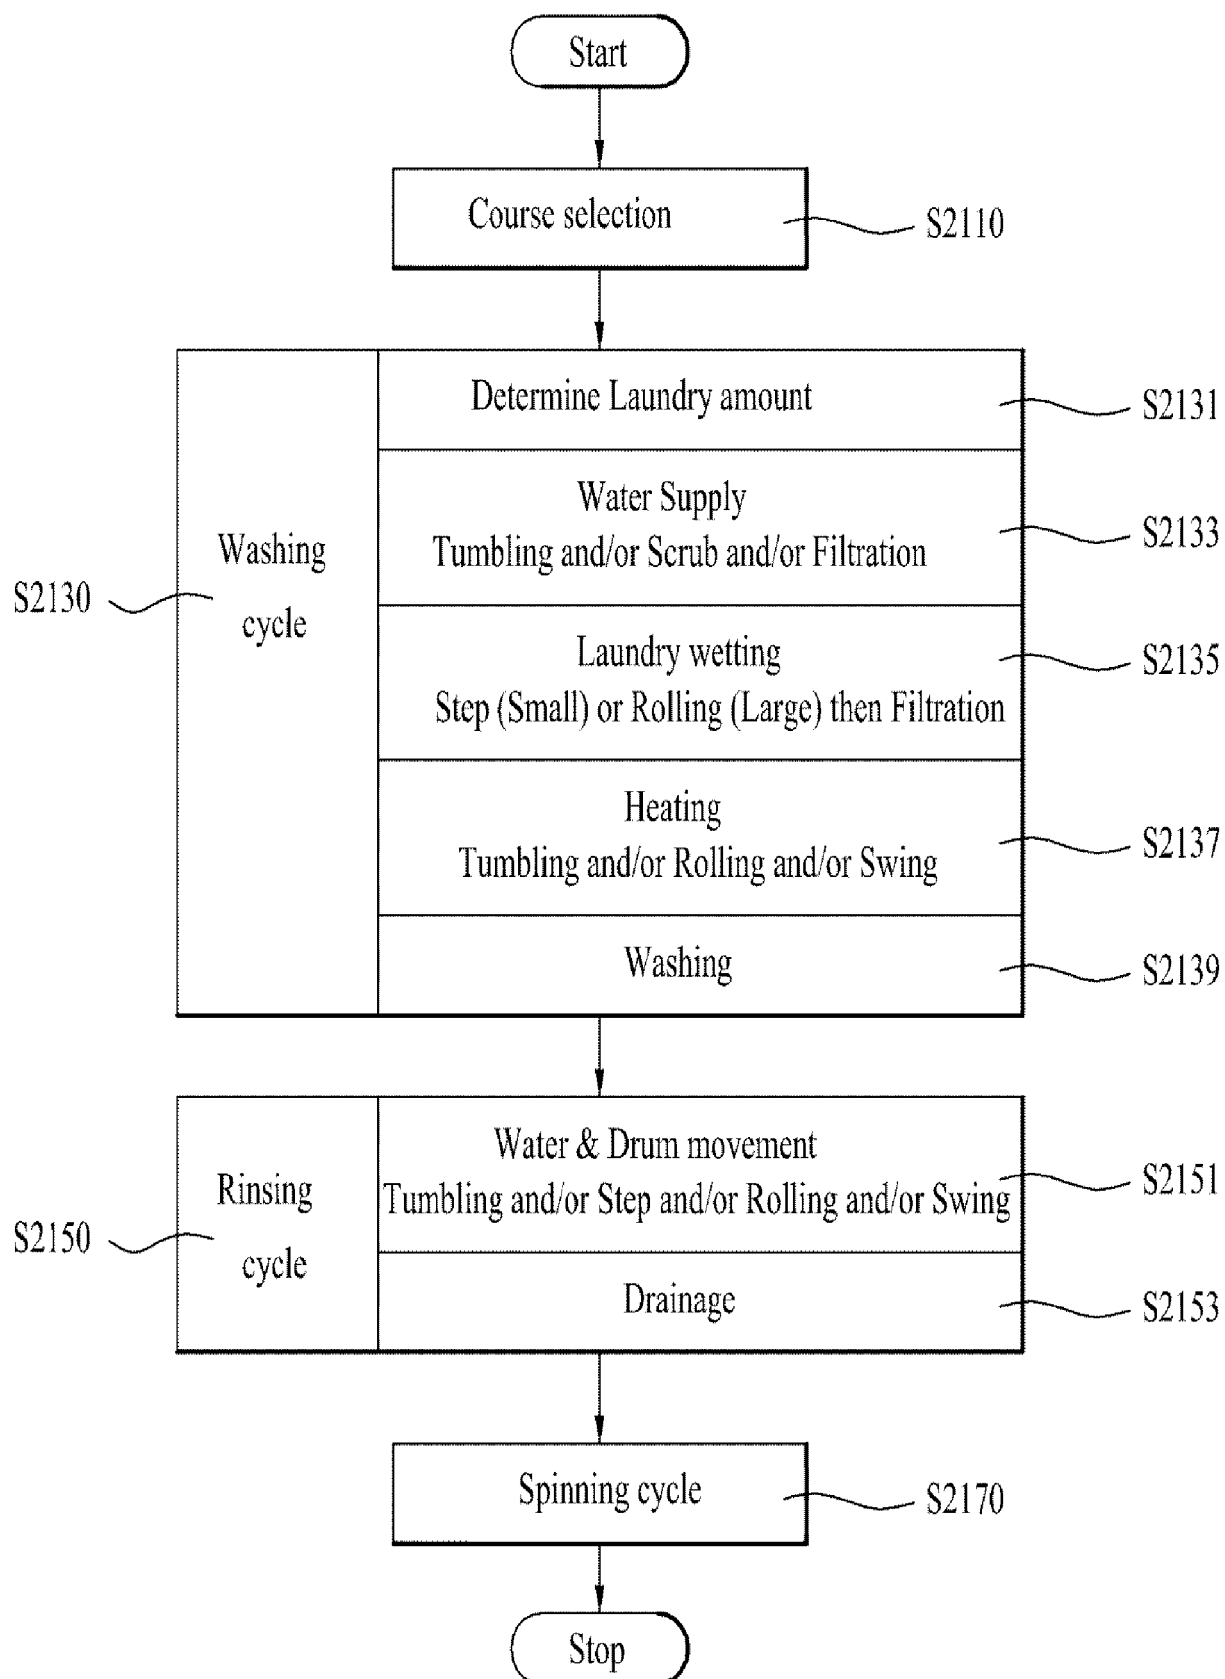 Start
Course selection
S2110
Determine Laundry amount
S2131
Water Supply
Tumbling and/or Scrub and/or Filtration
S2133
Washing
cycle
S2130
Laundry wetting
Step (Small) or Rolling (Large) then Filtration
S2135
Heating
Tumbling and/or Rolling and/or Swing
S2137
Washing
S2139
Water & Drum movement
Tumbling and/or Step and/or Rolling and/or Swing
S2151
Rinsing
cycle
S2150
Drainage
S2153
Spinning cycle
S2170
Stop